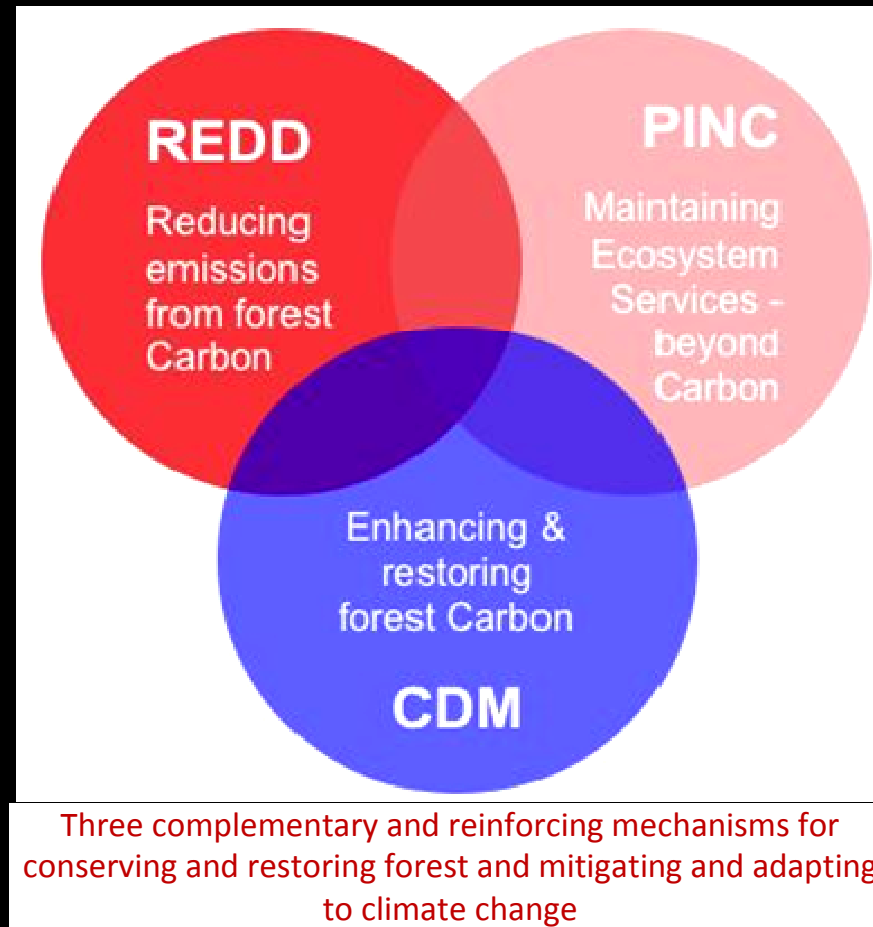 REDD
Reducing
emissions
from forest
Carbon
PINC
Maintaining
Ecosystem
Services -
beyond
Carbon
Enhancing &
restoring
forest Carbon
CDM
Three complementary and reinforcing mechanisms for
conserving and restoring forest and mitigating and adapting
to climate change